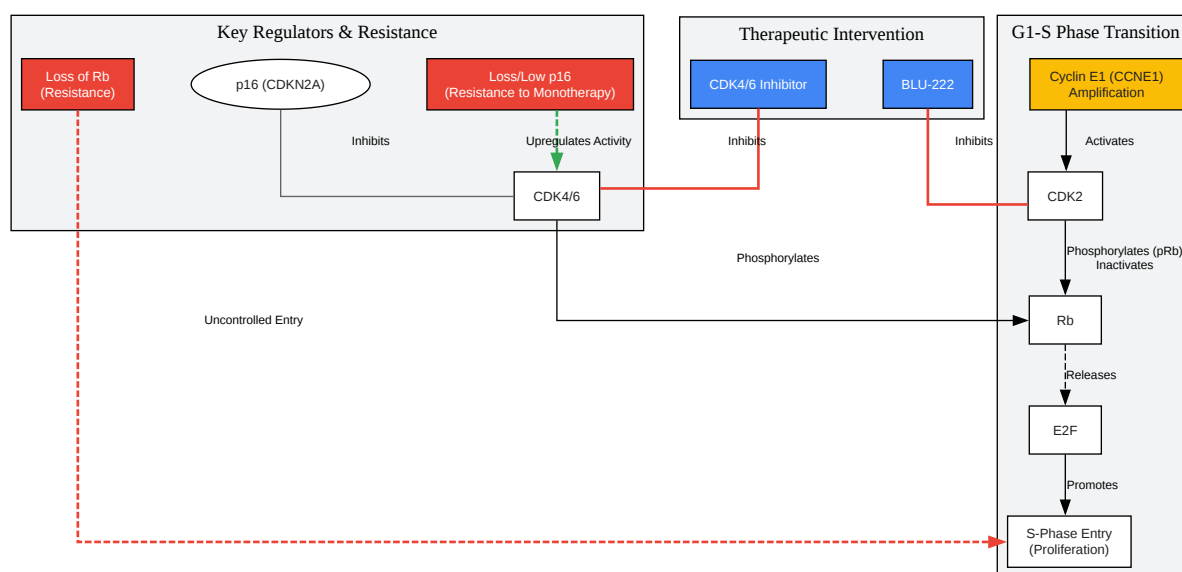 Key Regulators & Resistance
Therapeutic Intervention
G1-S Phase Transition
Loss of Rb
(Resistance)
p16 (CDKN2A)
Loss/Low p16
(Resistance to Monotherapy)
CDK4/6 Inhibitor
BLU-222
Cyclin E1 (CCNE1)
Amplification
Inhibits
Upregulates Activity
Inhibits
Inhibits
Activates
CDK4/6
CDK2
Phosphorylates
Phosphorylates (pRb)
Inactivates
Uncontrolled Entry
Rb
Releases
E2F
Promotes
S-Phase Entry
(Proliferation)